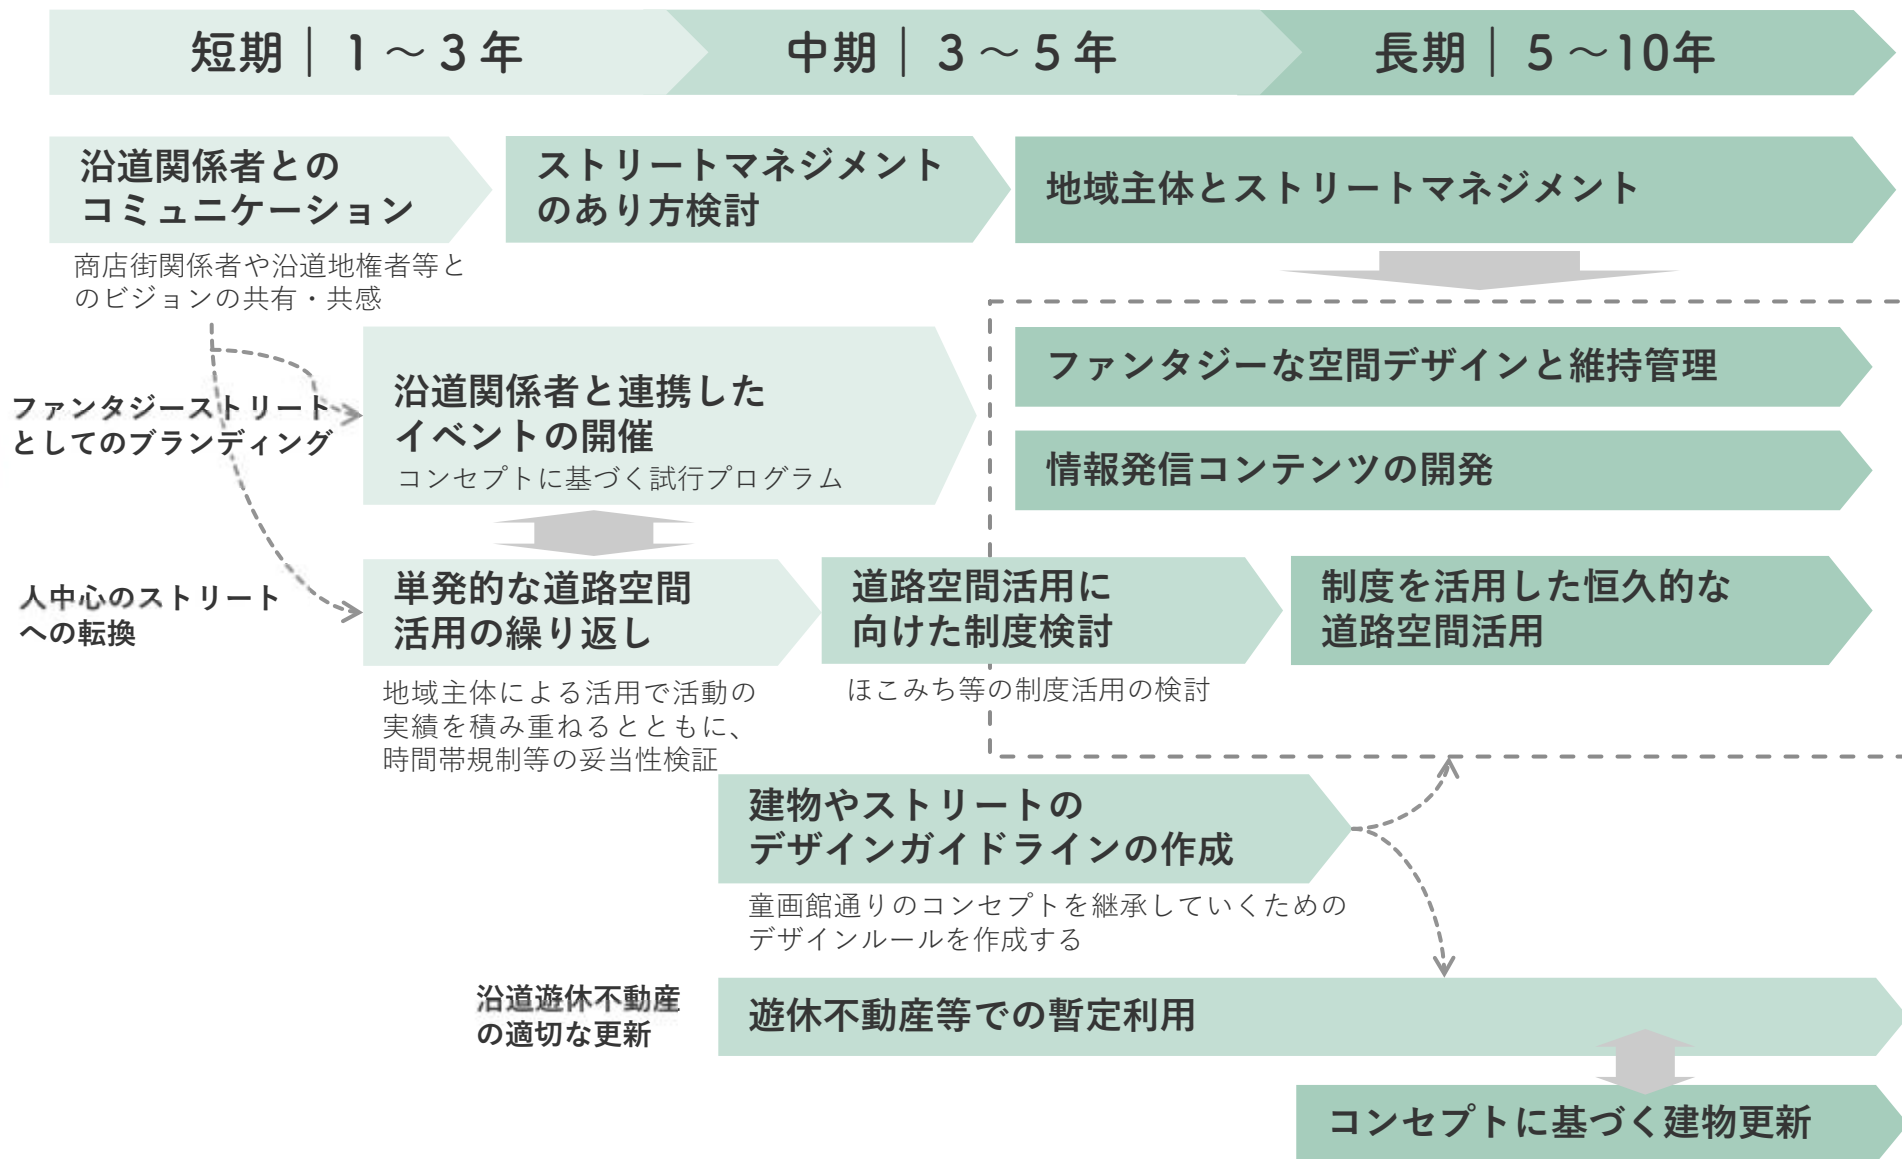 短期｜1～3年
中期｜3～5年
長期｜5～10年
沿道関係者との
コミュニケーション
ストリートマネジメント
のあり方検討
地域主体とストリートマネジメント
商店街関係者や沿道地権者等と
のビジョンの共有・共感
ファンタジーストリート
としてのブランディング
沿道関係者と連携した
イベントの開催
コンセプトに基づく試行プログラム
ファンタジーな空間デザインと維持管理
情報発信コンテンツの開発
人中心のストリート
への転換
単発的な道路空間
活用の繰り返し
道路空間活用に
向けた制度検討
制度を活用した恒久的な
道路空間活用
地域主体による活用で活動の
実績を積み重ねるとともに、
時間帯規制等の妥当性検証
ほこみち等の制度活用の検討
建物やストリートの
デザインガイドラインの作成
童画館通りのコンセプトを継承していくための
デザインルールを作成する
沿道遊休不動産
の適切な更新
遊休不動産等での暫定利用
コンセプトに基づく建物更新